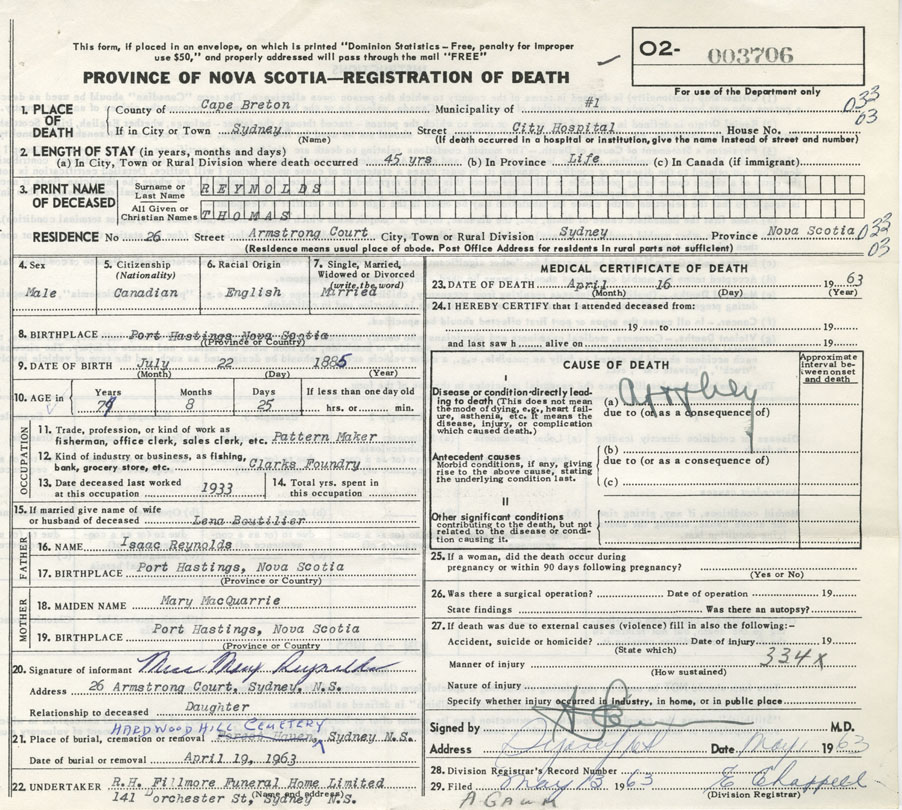 This form, if placed in an envelope, on which is printed "Dominion Statistics – Free, penalty for improper
use $50," and properly addressed will pass through the mail "FREE"
O2- 003706
PROVINCE OF NOVA SCOTIA—REGISTRATION OF DEATH
For use of the Department only
1. PLACE OF DEATH
County of Cape Breton Municipality of #1
033
03
If in City or Town Sydney Street City Hospital House No.
(Name) (If death occurred in a hospital or institution, give the name instead of street and number)
2. LENGTH OF STAY (in years, months and days)
(a) In City, Town or Rural Division where death occurred 45 yrs. (b) In Province Life (c) In Canada (if immigrant)
3. PRINT NAME OF DECEASED
Surname or Last Name REYNOLDS
All Given or Christian Names THOMAS
RESIDENCE No 26 Street Armstrong Court City, Town or Rural Division Sydney Province Nova Scotia
033
03
(Residence means usual place of abode. Post Office Address for residents in rural parts not sufficient)
4. Sex
Male
5. Citizenship
(Nationality)
Canadian
6. Racial Origin
English
7. Single, Married, Widowed or Divorced
(write the word)
Married
8. BIRTHPLACE Port Hastings Nova Scotia
(Province or Country)
9. DATE OF BIRTH July 22 1885
(Month) (Day) (Year)
10. AGE in
Years
Months
8
Days
25
If less than one day old
hrs. or min.
OCCUPATION
11. Trade, profession, or kind of work as
fisherman, office clerk, sales clerk, etc. Pattern Maker
12. Kind of industry or business, as fishing,
bank, grocery store, etc. Clarks Foundry
13. Date deceased last worked
at this occupation 1933
14. Total yrs. spent in
this occupation
15. If married give name of wife
or husband of deceased Lena Boutilier
FATHER
16. NAME Isaac Reynolds
17. BIRTHPLACE Port Hastings, Nova Scotia
(Province or Country)
MOTHER
18. MAIDEN NAME Mary MacQuarrie
19. BIRTHPLACE Port Hastings, Nova Scotia
(Province or Country)
20. Signature of informant Miss Mary Reynolds
Address 26 Armstrong Court, Sydney, N.S.
Relationship to deceased Daughter
HARDWOOD HILL CEMETERY
21. Place of burial, cremation or removal Sydney N.S.
Date of burial or removal April 19, 1963
22. UNDERTAKER R.H. Fillmore Funeral Home Limited
(Name and address)
141 Dorchester St, Sydney N.S.
MEDICAL CERTIFICATE OF DEATH
23. DATE OF DEATH April 16 1963
(Month) (Day) (Year)
24. I HEREBY CERTIFY that I attended deceased from:
19 to 19
and last saw h alive on 19
CAUSE OF DEATH
Approximate interval between onset and death
I
Disease or condition directly leading to death (This does not mean the mode of dying, e.g., heart failure, asthenia, etc. It means the disease, injury, or complication which caused death.)
(a)
due to (or as a consequence of)
Antecedent causes
Morbid conditions, if any, giving rise to the above cause, stating the underlying condition last.
(b)
due to (or as a consequence of)
(c)
II
Other significant conditions
contributing to the death, but not related to the disease or condition causing it.
25. If a woman, did the death occur during
pregnancy or within 90 days following pregnancy?
(Yes or No)
26. Was there a surgical operation? Date of operation 19
State findings Was there an autopsy?
27. If death was due to external causes (violence) fill in also the following:–
Accident, suicide or homicide? Date of injury 19
(State which)
334X
Manner of injury
(How sustained)
Nature of injury
Specify whether injury occurred in industry, in home, or in public place
Signed by M.D.
Address Date May 1 1963
28. Division Registrar's Record Number
29. Filed May 13 1963 E Chappell
(Division Registrar)